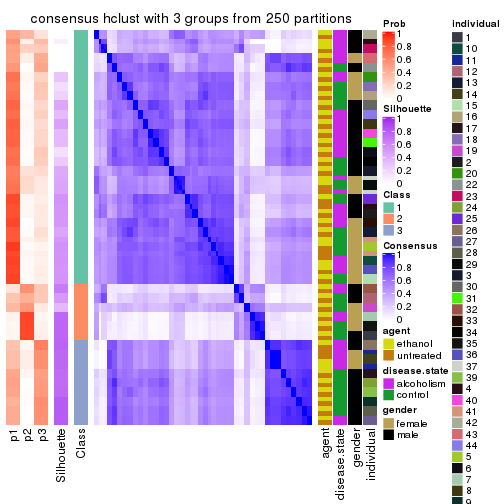 consensus hclust with 3 groups from 250 partitions
Prob
1
0.8
0.6
0.4
0.2
0
Silhouette
1
0.8
0.6
0.4
0.2
0
Class
1
2
3
Consensus
1
0.8
0.6
0.4
0.2
0
agent
ethanol
untreated
disease.state
alcoholism
control
gender
female
male
individual
1
10
11
12
13
14
15
16
17
18
19
2
20
22
23
24
25
26
27
28
29
3
30
31
32
33
34
35
36
37
39
4
40
41
42
43
44
5
6
7
8
9
p1
p2
p3
Silhouette
Class
agent
disease.state
gender
individual